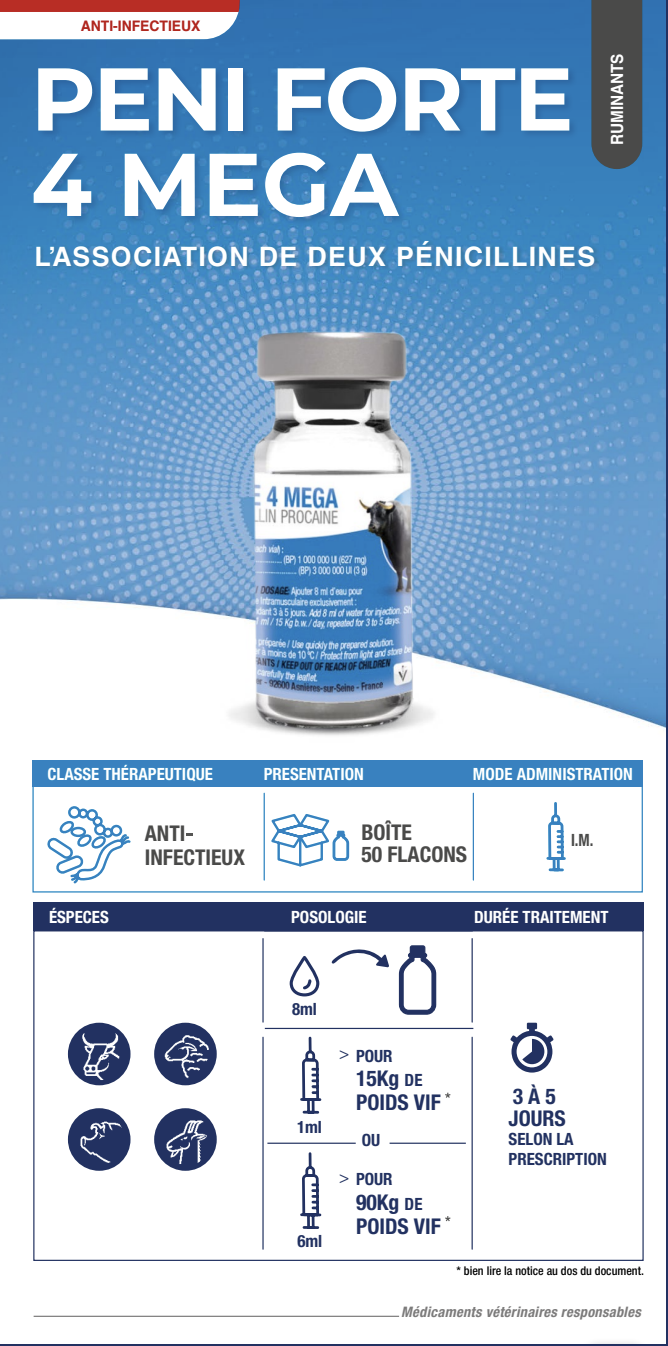 ANTI-INFECTIEUX
RUMINANTS
PENI FORTE
4 MEGA
L'ASSOCIATION DE DEUX PÉNICILLINES
E 4 MEGA
LLIN PROCAINE
ach vial) :
(BP) 1 000 000 UI (627 mg)
(BP) 3 000 000 UI (3 g)
/ DOSAGE: Ajouter 8 ml d'eau pour
e intramusculaire exclusivement :
dant 3 à 5 jours. Add 8 ml of water for injection.
1 ml / 15 Kg b.w. / day, repeated for 3 to 5 days.
préparée / Use quickly the prepared solution.
er à moins de 10 °C / Protect from light and store
ANTS / KEEP OUT OF REACH OF CHILDREN
carefully the leaflet.
- 92600 Asnières-sur-Seine - France
CLASSE THÉRAPEUTIQUE
PRESENTATION
MODE ADMINISTRATION
ANTI-
INFECTIEUX
BOÎTE
50 FLACONS
I.M.
ÉSPECES
POSOLOGIE
DURÉE TRAITEMENT
8ml
> POUR
15Kg DE
POIDS VIF *
1ml
OU
> POUR
90Kg DE
POIDS VIF *
6ml
3 À 5
JOURS
SELON LA
PRESCRIPTION
* bien lire la notice au dos du document.
Médicaments vétérinaires responsables